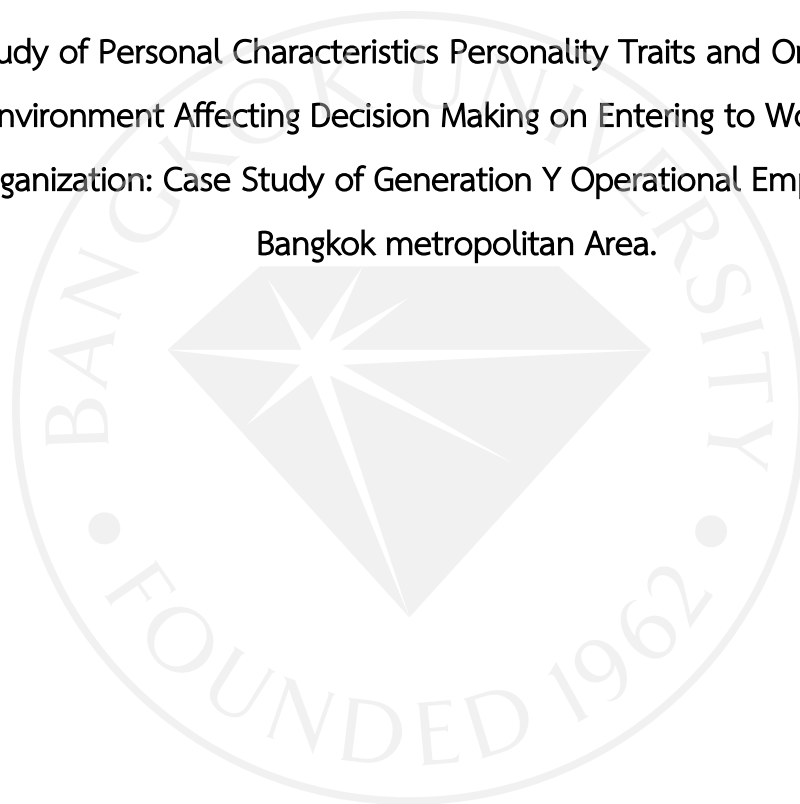 udy of Personal Characteristics Personality Traits and Or
nvironment Affecting Decision Making on Entering to Wo
ganization: Case Study of Generation Y Operational Emp
Bangkok metropolitan Area.
BANGKOK UNIVERSITY
• FOUNDED 1962 •